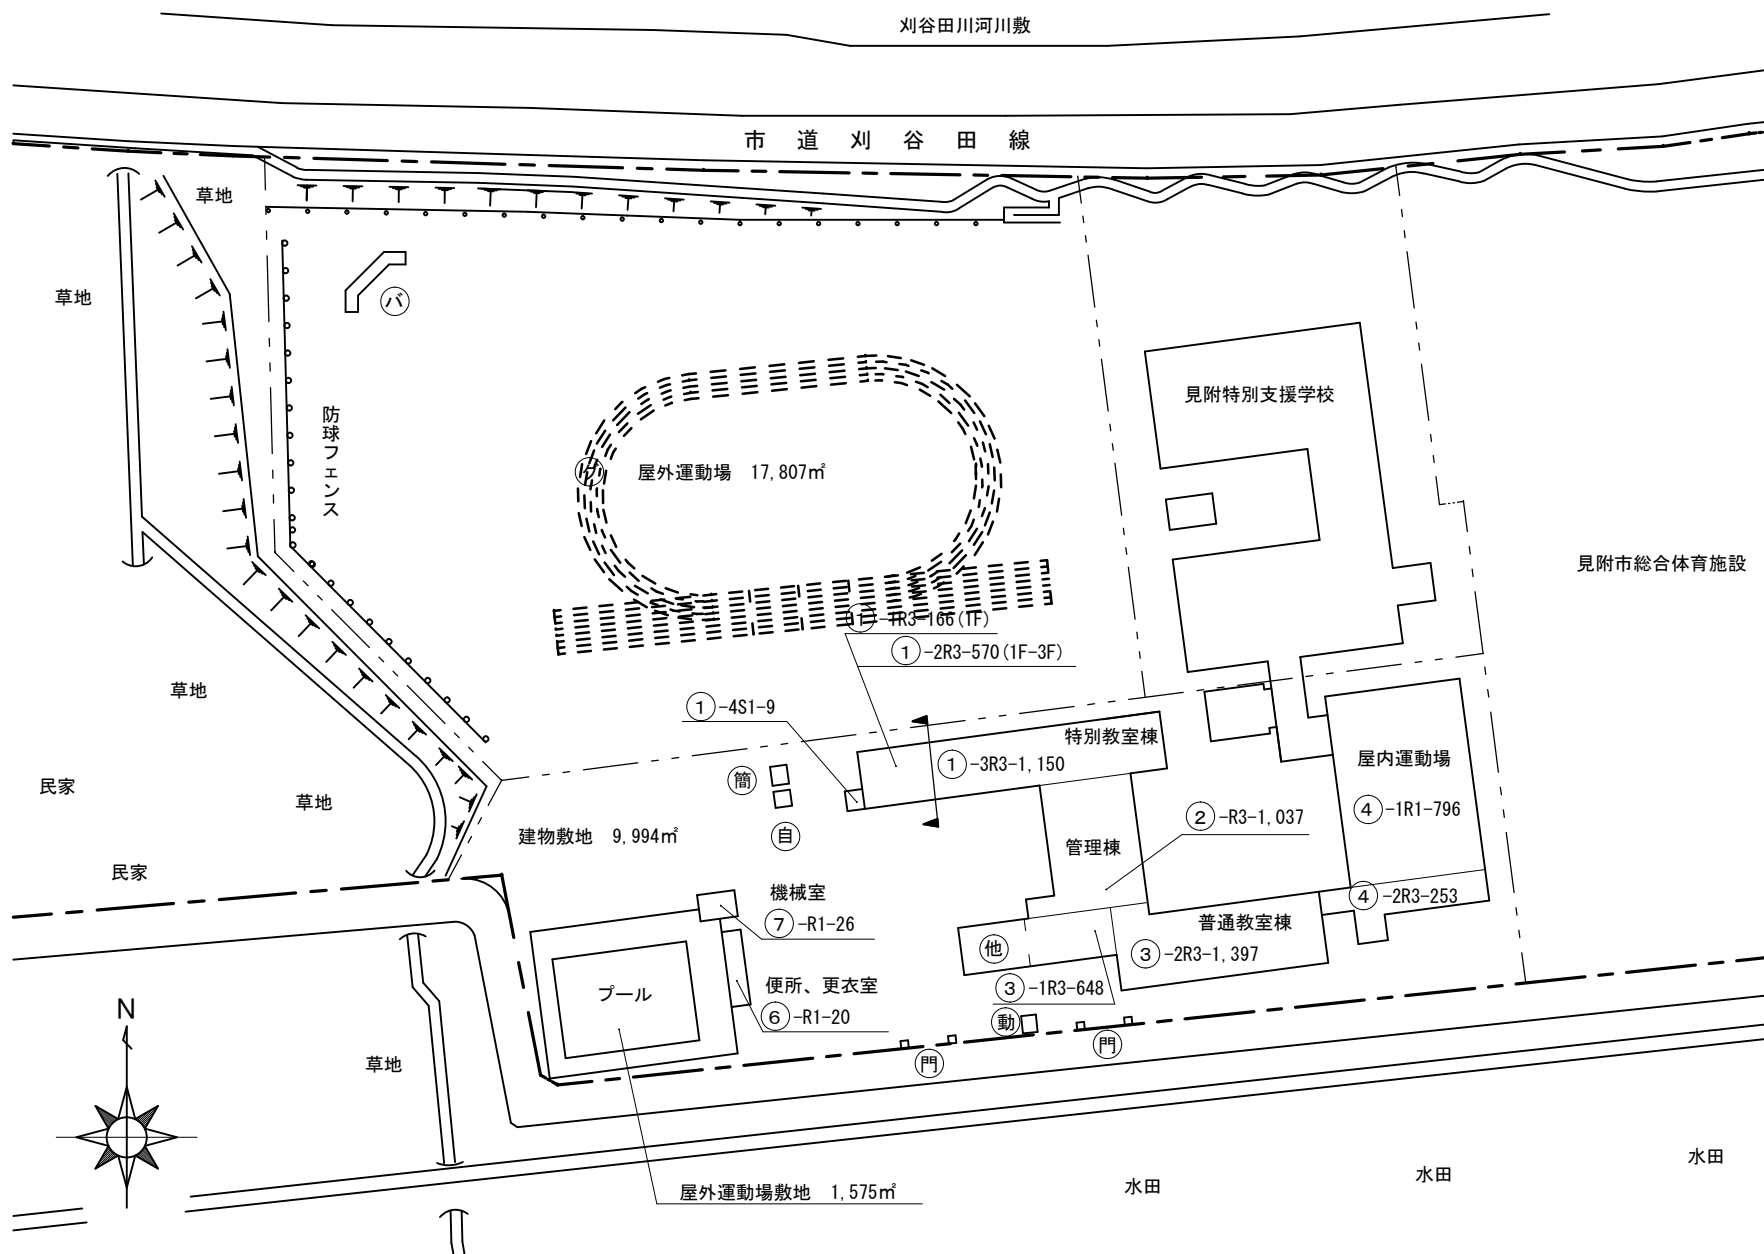 刈谷田川河川敷
市道刈谷田線
草地
草地
バ
防球フェンス
見附特別支援学校
屋外運動場 17,807㎡
見附市総合体育施設
①-1R3-166(1F)
①-2R3-570(1F-3F)
草地
①-4S1-9
特別教室棟
①-3R3-1,150
屋内運動場
簡
民家
草地
④-1R1-796
②-R3-1,037
建物敷地 9,994㎡
自
管理棟
民家
機械室
④-2R3-253
⑦-R1-26
普通教室棟
他
③-2R3-1,397
プール
便所、更衣室
③-1R3-648
⑥-R1-20
N
動
門
門
草地
水田
水田
水田
屋外運動場敷地 1,575㎡